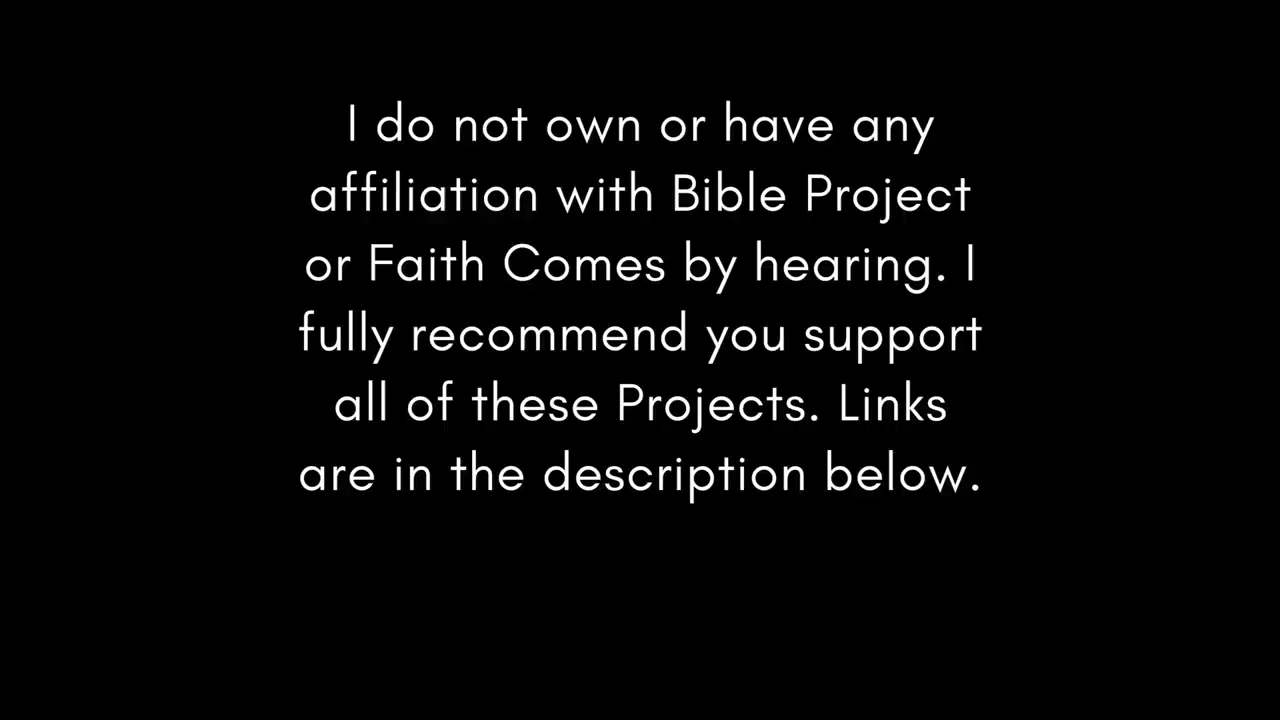 I do not own or have any
affiliation with Bible Project
or Faith Comes by hearing. I
fully recommend you support
all of these Projects. Links
are in the description below.